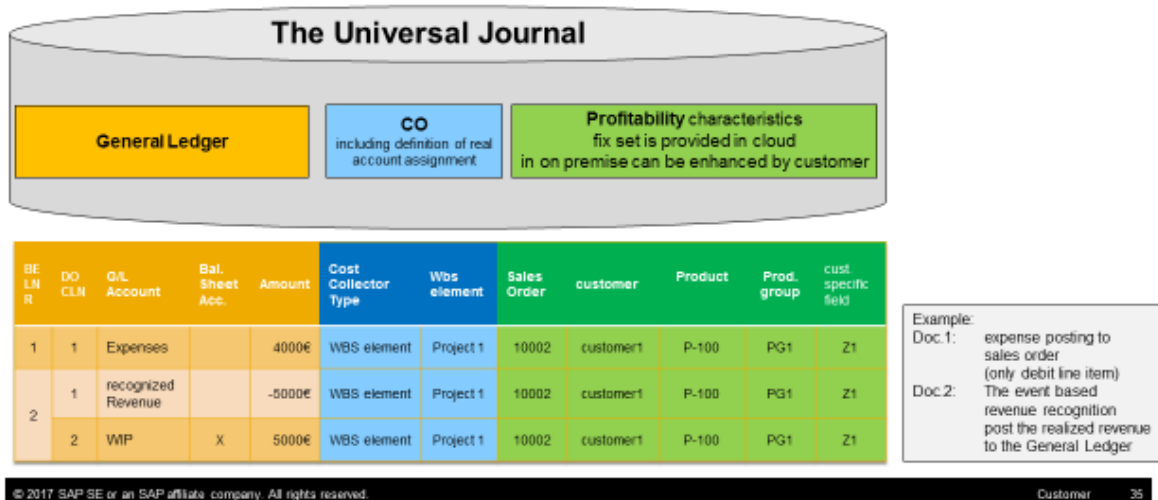 The Universal Journal
General Ledger
CO
including definition of real
account assignment
Profitability characteristics
fix set is provided in cloud
in on premise can be enhanced by customer
BE
LN
R
DO
CLN
G/L
Account
Bal.
Sheet
Acc.
Amount
Cost
Collector
Type
Wbs
element
Sales
Order
customer
Product
Prod.
group
cust.
specific
field
1 1 Expenses 4000€ WBS element Project 1 10002 customer1 P-100 PG1 Z1
2
1 recognized
Revenue -5000€ WBS element Project 1 10002 customer1 P-100 PG1 Z1
2 WIP X 5000€ WBS element Project 1 10002 customer1 P-100 PG1 Z1
Example:
Doc.1: expense posting to
sales order
(only debit line item)
Doc.2: The event based
revenue recognition
post the realized revenue
to the General Ledger
© 2017 SAP SE or an SAP affiliate company. All rights reserved. Customer 35